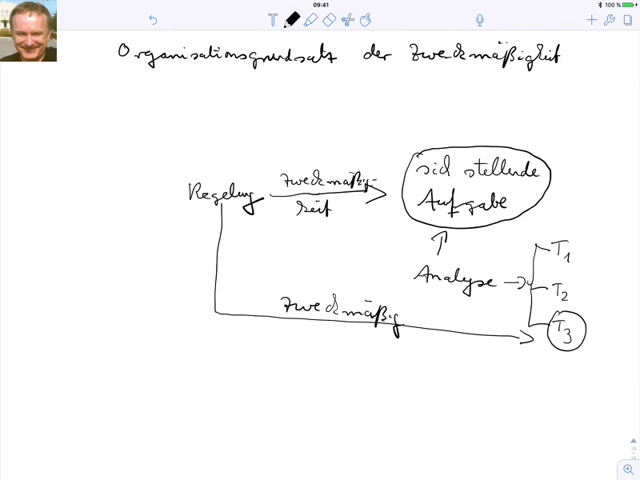 09:41
100 %
T
Organisationsgrundsatz der Zweckmäßigkeit
Regelung
zweckmäßig-
keit
sich stellende
Aufgabe
Analyse
T1
T2
T3
zweckmäßig